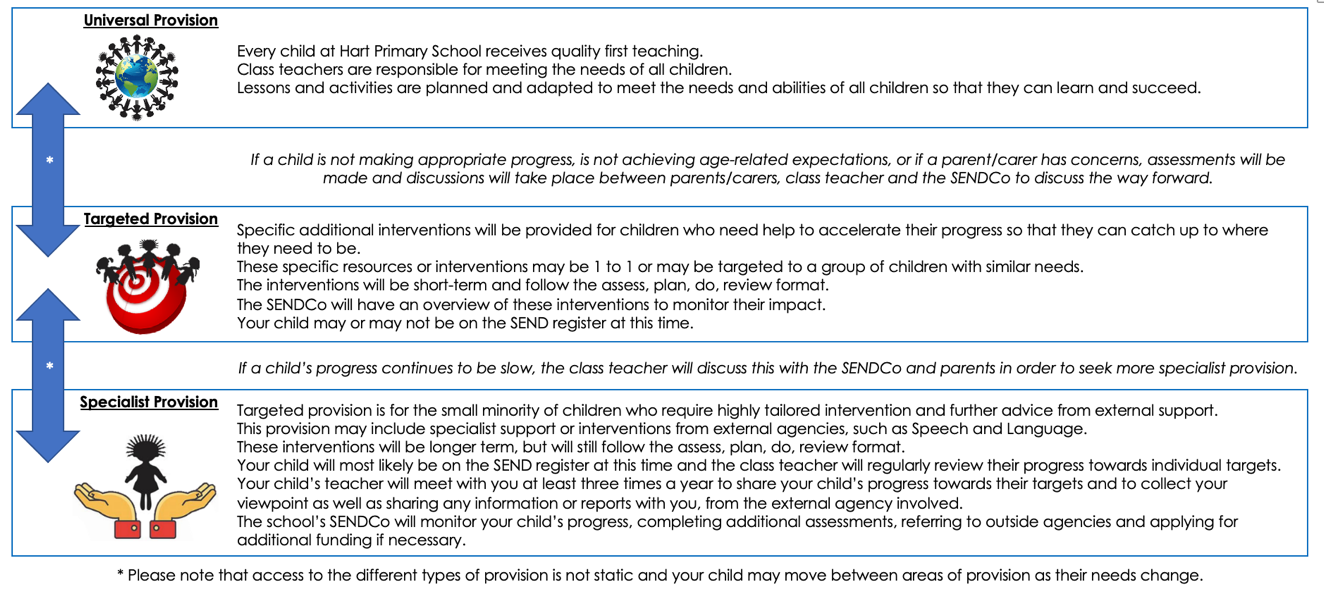 Universal Provision
Every child at Hart Primary School receives quality first teaching.
Class teachers are responsible for meeting the needs of all children.
Lessons and activities are planned and adapted to meet the needs and abilities of all children so that they can learn and succeed.
*
If a child is not making appropriate progress, is not achieving age-related expectations, or if a parent/carer has concerns, assessments will be
made and discussions will take place between parents/carers, class teacher and the SENDCo to discuss the way forward.
Targeted Provision
Specific additional interventions will be provided for children who need help to accelerate their progress so that they can catch up to where
they need to be.
These specific resources or interventions may be 1 to 1 or may be targeted to a group of children with similar needs.
The interventions will be short-term and follow the assess, plan, do, review format.
The SENDCo will have an overview of these interventions to monitor their impact.
Your child may or may not be on the SEND register at this time.
*
If a child's progress continues to be slow, the class teacher will discuss this with the SENDCo and parents in order to seek more specialist provision.
Specialist Provision
Targeted provision is for the small minority of children who require highly tailored intervention and further advice from external support.
This provision may include specialist support or interventions from external agencies, such as Speech and Language.
These interventions will be longer term, but will still follow the assess, plan, do, review format.
Your child will most likely be on the SEND register at this time and the class teacher will regularly review their progress towards individual targets.
Your child's teacher will meet with you at least three times a year to share your child's progress towards their targets and to collect your
viewpoint as well as sharing any information or reports with you, from the external agency involved.
The school's SENDCo will monitor your child's progress, completing additional assessments, referring to outside agencies and applying for
additional funding if necessary.
* Please note that access to the different types of provision is not static and your child may move between areas of provision as their needs change.